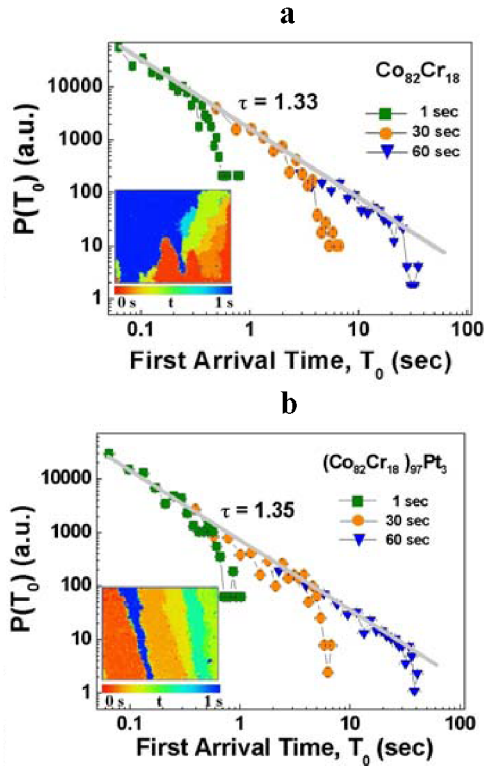 a
Co₈₂Cr₁₈
τ = 1.33
1 sec
30 sec
60 sec
10000
1000
100
10
1
P(T₀) (a.u.)
0 s t 1 s
0.1 1 10 100
First Arrival Time, T₀ (sec)
b
(Co₈₂Cr₁₈)₉₇Pt₃
τ = 1.35
1 sec
30 sec
60 sec
10000
1000
100
10
1
P(T₀) (a.u.)
0 s t 1 s
0.1 1 10 100
First Arrival Time, T₀ (sec)